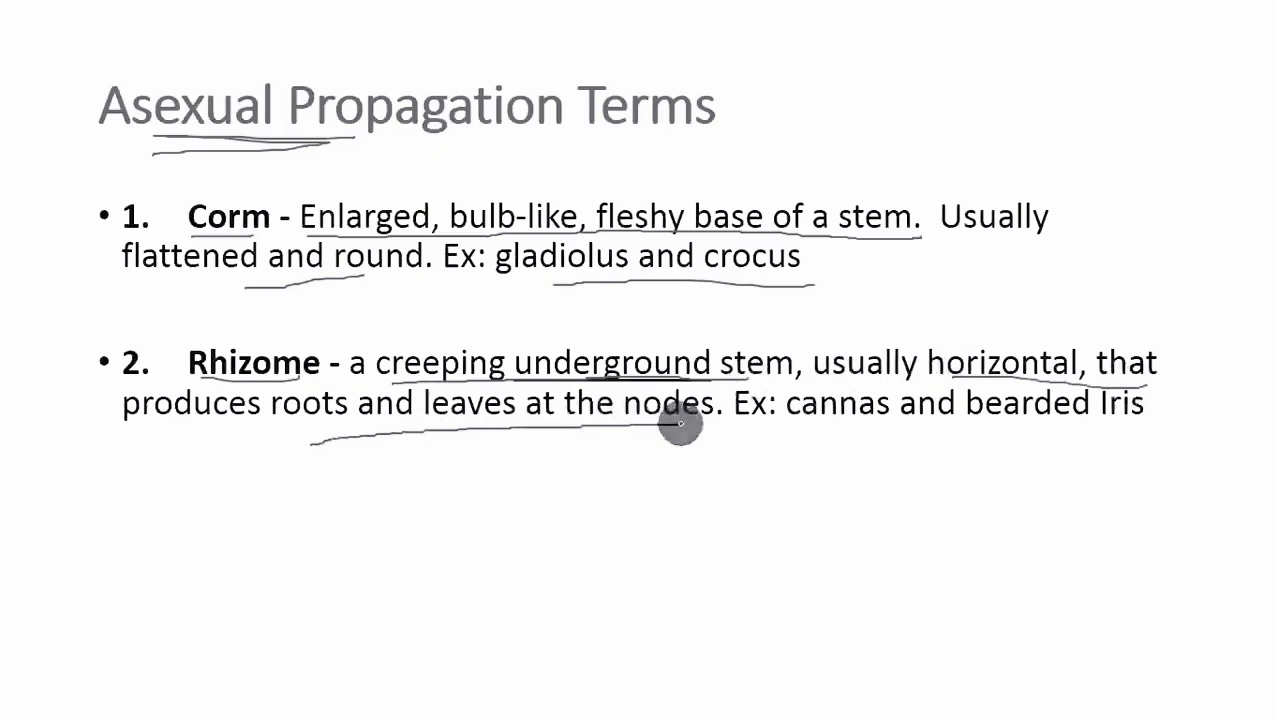 Asexual Propagation Terms
• 1. Corm - Enlarged, bulb-like, fleshy base of a stem. Usually
flattened and round. Ex: gladiolus and crocus
• 2. Rhizome - a creeping underground stem, usually horizontal, that
produces roots and leaves at the nodes. Ex: cannas and bearded Iris